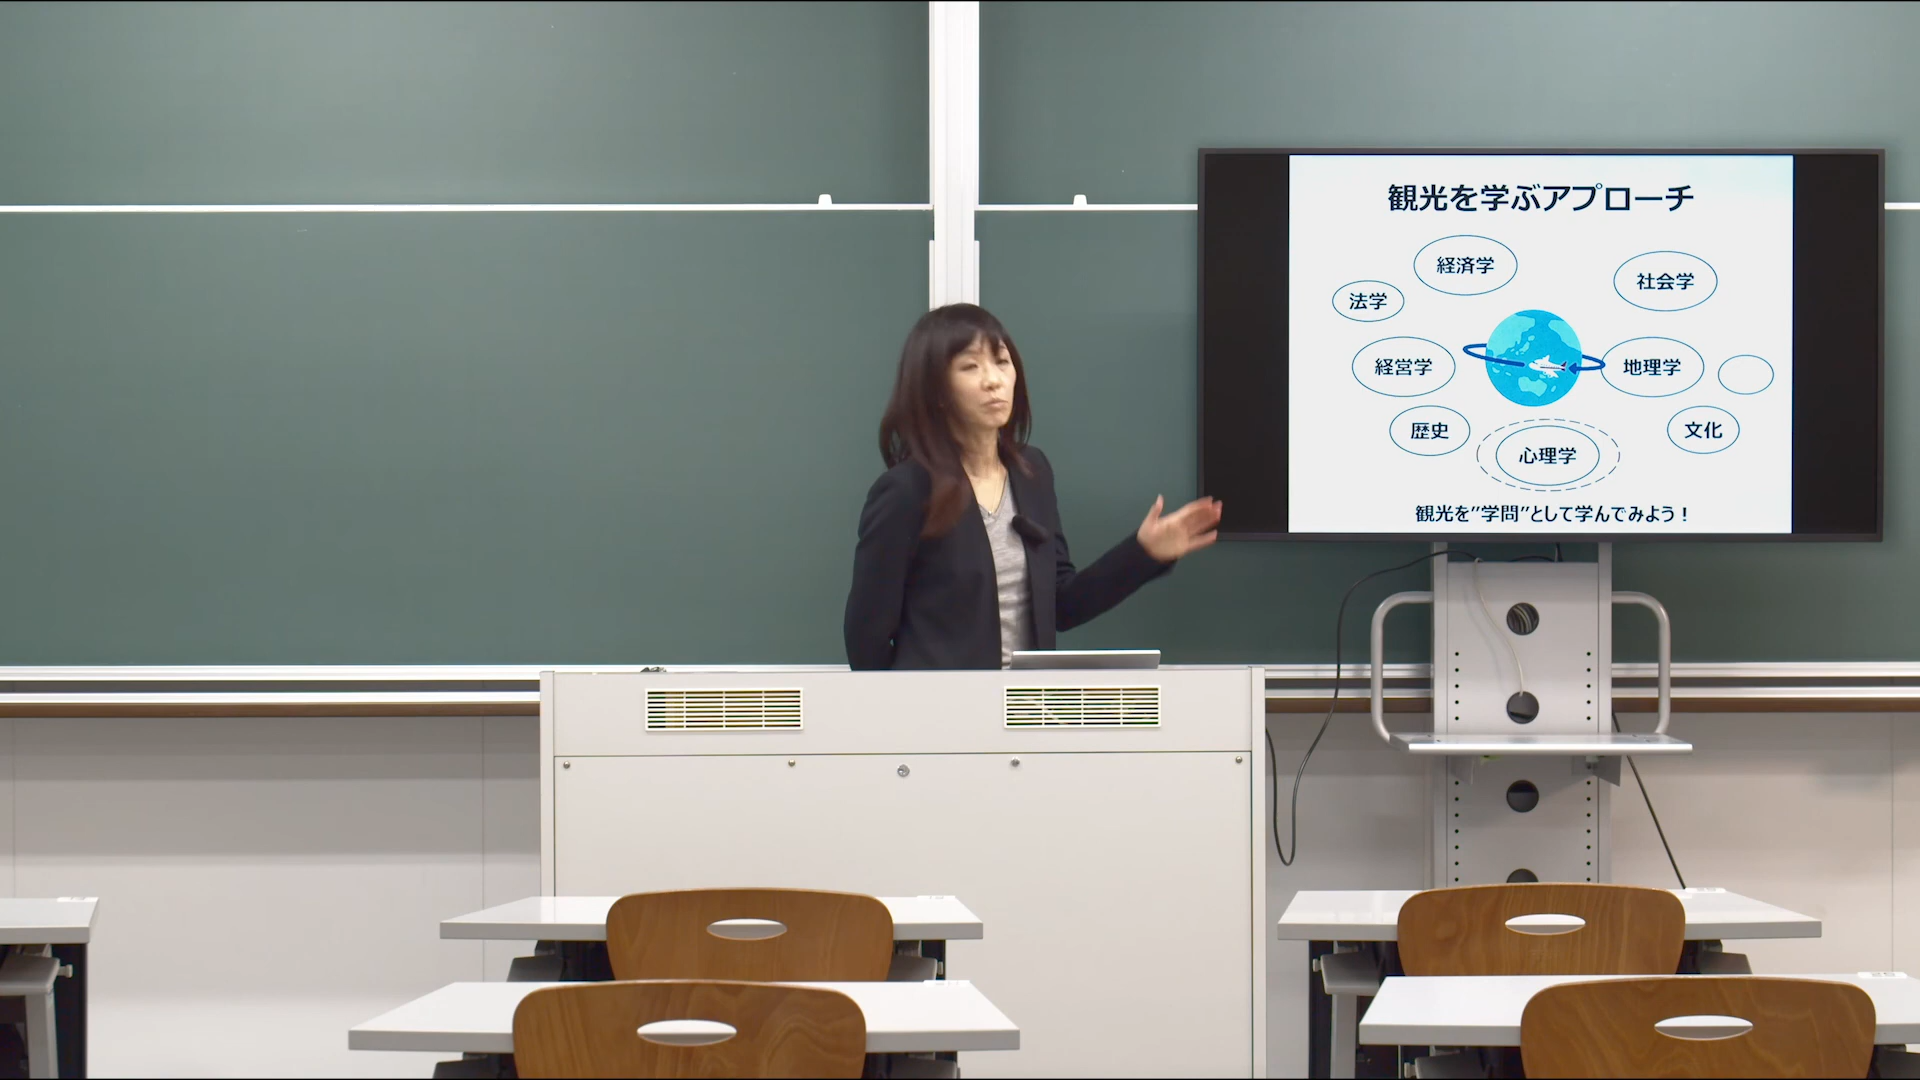 観光を学ぶアプローチ
経済学
社会学
法学
経営学
地理学
歴史
文化
心理学
観光を"学問"として学んでみよう！